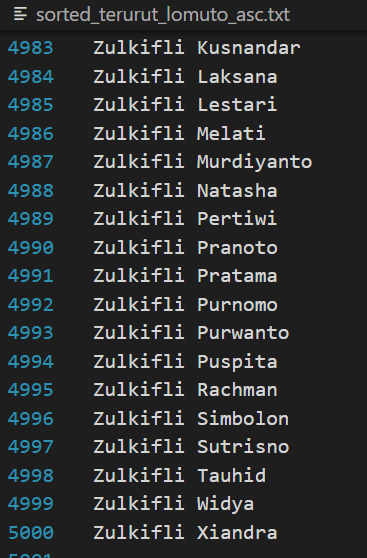 sorted_terurut_lomuto_asc.txt
4983 Zulkifli Kusnandar
4984 Zulkifli Laksana
4985 Zulkifli Lestari
4986 Zulkifli Melati
4987 Zulkifli Murdiyanto
4988 Zulkifli Natasha
4989 Zulkifli Pertiwi
4990 Zulkifli Pranoto
4991 Zulkifli Pratama
4992 Zulkifli Purnomo
4993 Zulkifli Purwanto
4994 Zulkifli Puspita
4995 Zulkifli Rachman
4996 Zulkifli Simbolon
4997 Zulkifli Sutrisno
4998 Zulkifli Tauhid
4999 Zulkifli Widya
5000 Zulkifli Xiandra